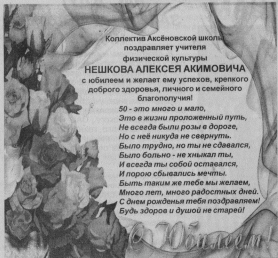 Коллектив Аксёновской школы
поздравляет учителя
физической культуры
НЕШКОВА АЛЕКСЕЯ АКИМОВИЧА
с юбилеем и желает ему успехов, крепкого
доброго здоровья, личного и семейного
благополучия!
50 - это много и мало,
Это в жизни проложенный путь,
Не всегда были розы в дороге,
Но с неё никуда не свернуть.
Было трудно, но ты не сдавался,
Было больно - не хныкал ты,
И всегда ты собой оставался,
И порою сбывались мечты.
Быть таким же тебе мы желаем,
Много лет, много радостных дней.
С днем рожденья тебя поздравляем!
Будь здоров и душой не старей!
С Юбилеем!